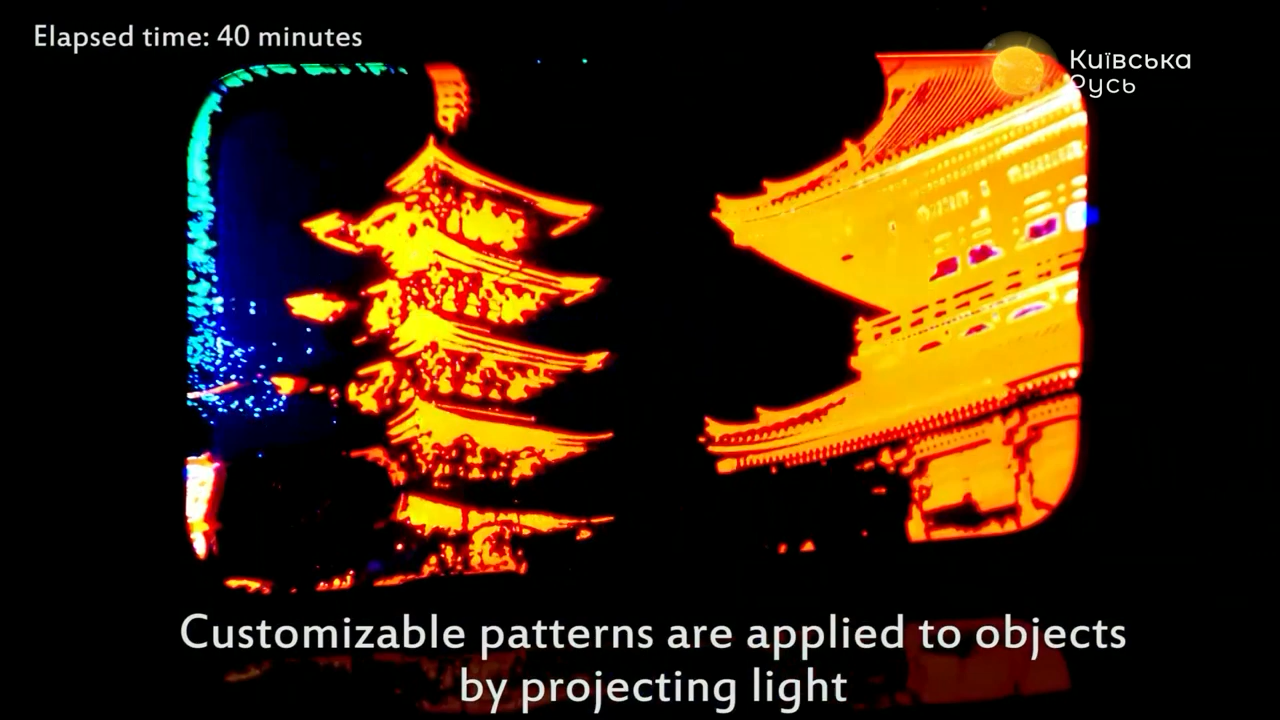 Elapsed time: 40 minutes
Київська
Русь
Customizable patterns are applied to objects
by projecting light